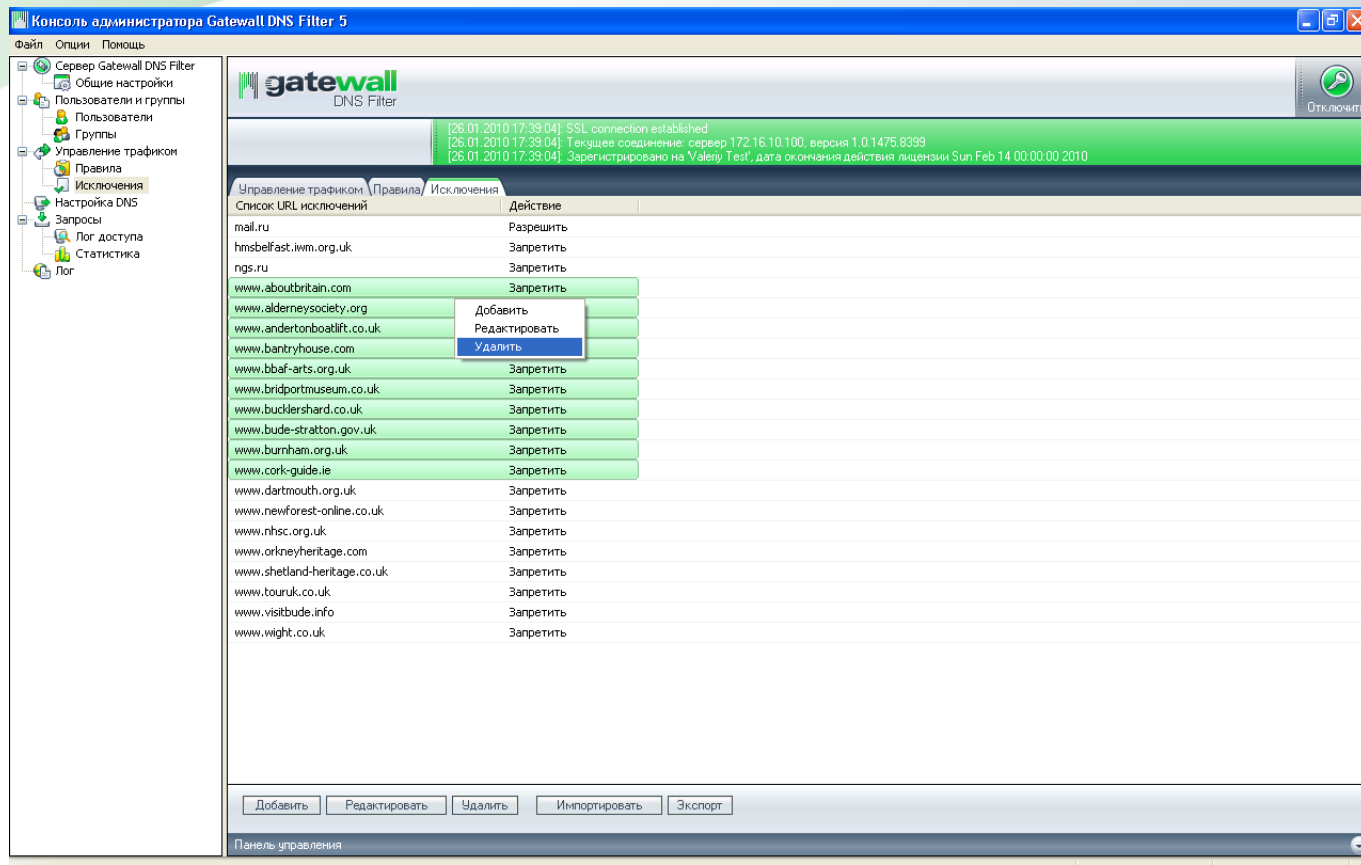 Консоль администратора Gatewall DNS Filter 5
Файл Опции Помощь
Сервер Gatewall DNS Filter
Общие настройки
Пользователи и группы
Пользователи
Группы
Управление трафиком
Правила
Исключения
Настройка DNS
Запросы
Лог доступа
Статистика
Лог
gatewall
DNS Filter
Отключить
[26.01.2010 17:39:04]: SSL connection established
[26.01.2010 17:39:04]: Текущее соединение: сервер 172.16.10.100, версия 1.0.1475.8399
[26.01.2010 17:39:04]: Зарегистрировано на 'Valeriy Test', дата окончания действия лицензии Sun Feb 14 00:00:00 2010
Управление трафиком Правила Исключения
Список URL исключений Действие
mail.ru Разрешить
hmsbelfast.iwm.org.uk Запретить
ngs.ru Запретить
www.aboutbritain.com Запретить
www.alderneysociety.org
www.andertonboatlift.co.uk
www.bantryhouse.com
Добавить
Редактировать
Удалить
www.bbaf-arts.org.uk Запретить
www.bridportmuseum.co.uk Запретить
www.bucklershard.co.uk Запретить
www.bude-stratton.gov.uk Запретить
www.burnham.org.uk Запретить
www.cork-guide.ie Запретить
www.dartmouth.org.uk Запретить
www.newforest-online.co.uk Запретить
www.nhsc.org.uk Запретить
www.orkneyheritage.com Запретить
www.shetland-heritage.co.uk Запретить
www.touruk.co.uk Запретить
www.visitbude.info Запретить
www.wight.co.uk Запретить
Добавить Редактировать Удалить Импортировать Экспорт
Панель управления